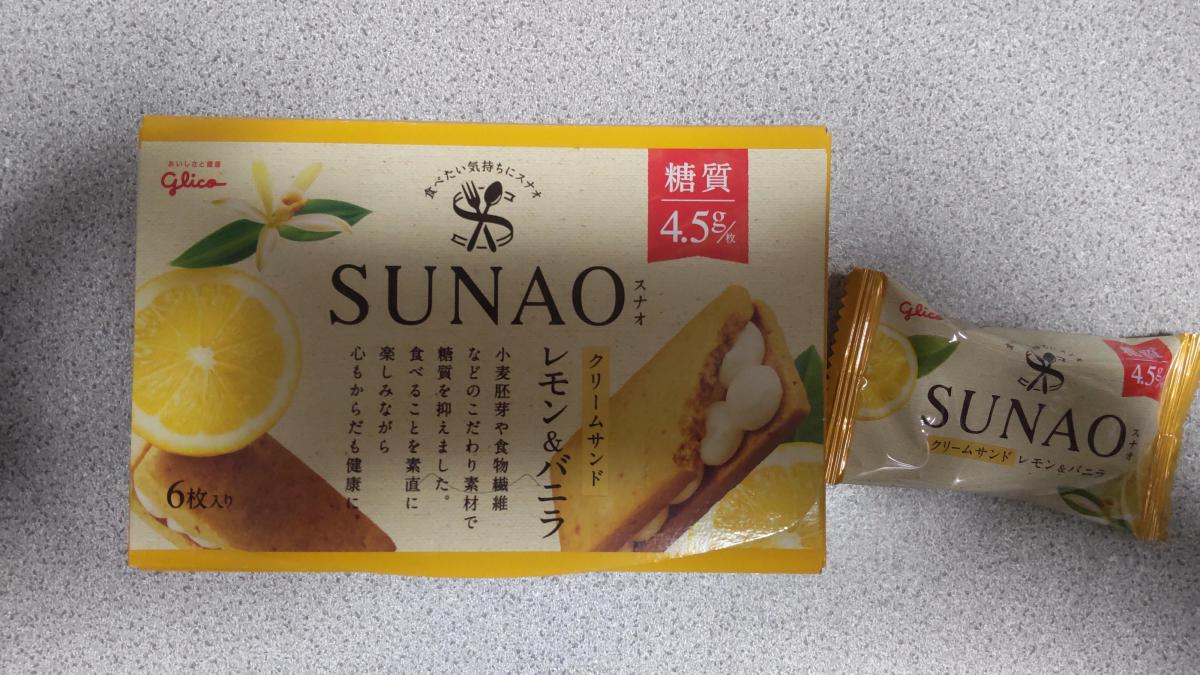 おいしさと健康
Glico
食べたい気持ちにスナオ
糖質
4.5g/枚
SUNAO
スナオ
クリームサンド
レモン&バニラ
小麦胚芽や食物繊維
などのこだわり素材で
糖質を抑えました。
食べることを素直に
楽しみながら
心もからだも健康に。
6枚入り
Glico
糖質
4.5g
SUNAO
スナオ
クリームサンド レモン&バニラ